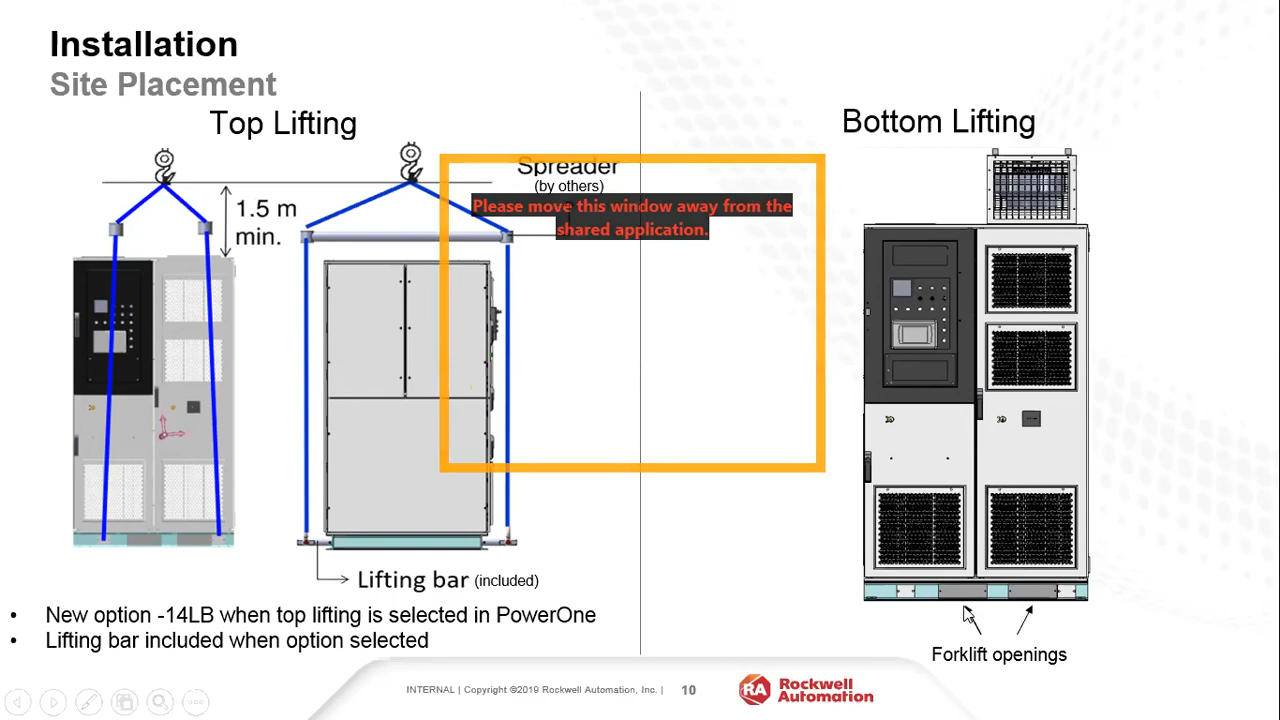 Installation
Site Placement
Top Lifting
Bottom Lifting
1.5 m
min.
Spreader
(by others)
Please move this window away from the
shared application.
Lifting bar (included)
• New option -14LB when top lifting is selected in PowerOne
• Lifting bar included when option selected
Forklift openings
INTERNAL | Copyright ©2019 Rockwell Automation, Inc. | 10
RA Rockwell
Automation